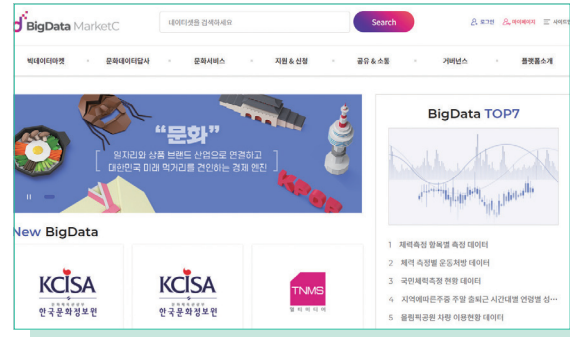 BigData MarketC
데이터셋을 검색하세요
Search
로그인
마이페이지
빅데이터마켓
문화데이터답사
문화서비스
지원 & 신청
공유 & 소통
거버넌스
플랫폼소개
“문화”
일자리와 상품 브랜드 산업으로 연결하고
대한민국 미래 먹거리를 견인하는 경제 엔진
BigData TOP7
1 체력측정 항목별 측정 데이터
2 체력 측정별 운동처방 데이터
3 국민체력측정 현황 데이터
4 지역에따른주중 주말 출퇴근 시간대별 연령별 성···
5 올림픽공원 차량 이용현황 데이터
New BigData
KCISA
한국문화정보원
KCISA
한국문화정보원
TNMS